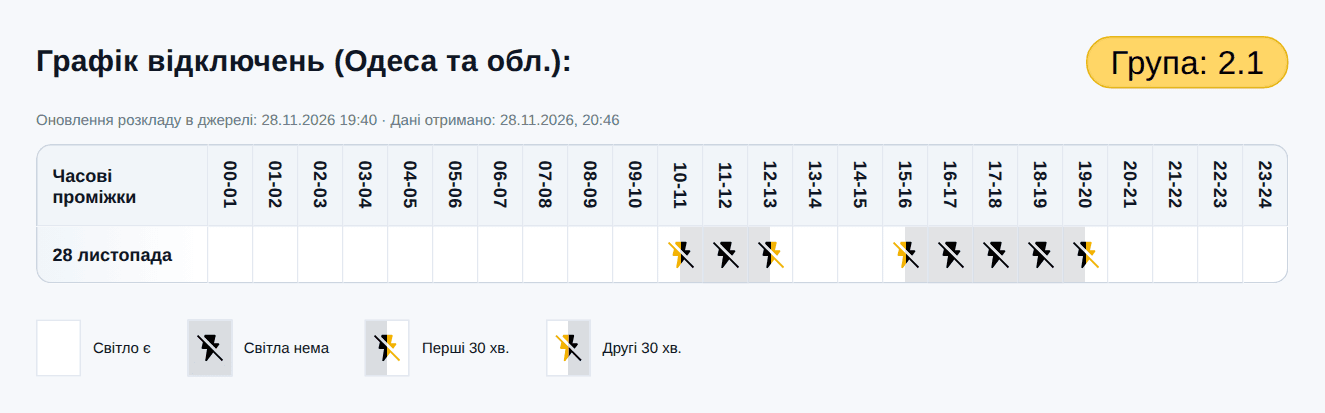 Графік відключень (Одеса та обл.):
Група: 2.1
Оновлення розкладу в джерелі: 28.11.2026 19:40 · Дані отримано: 28.11.2026, 20:46
Часові
проміжки
00-01
01-02
02-03
03-04
04-05
05-06
06-07
07-08
08-09
09-10
10-11
11-12
12-13
13-14
14-15
15-16
16-17
17-18
18-19
19-20
20-21
21-22
22-23
23-24
28 листопада
Світло є
Світла нема
Перші 30 хв.
Другі 30 хв.